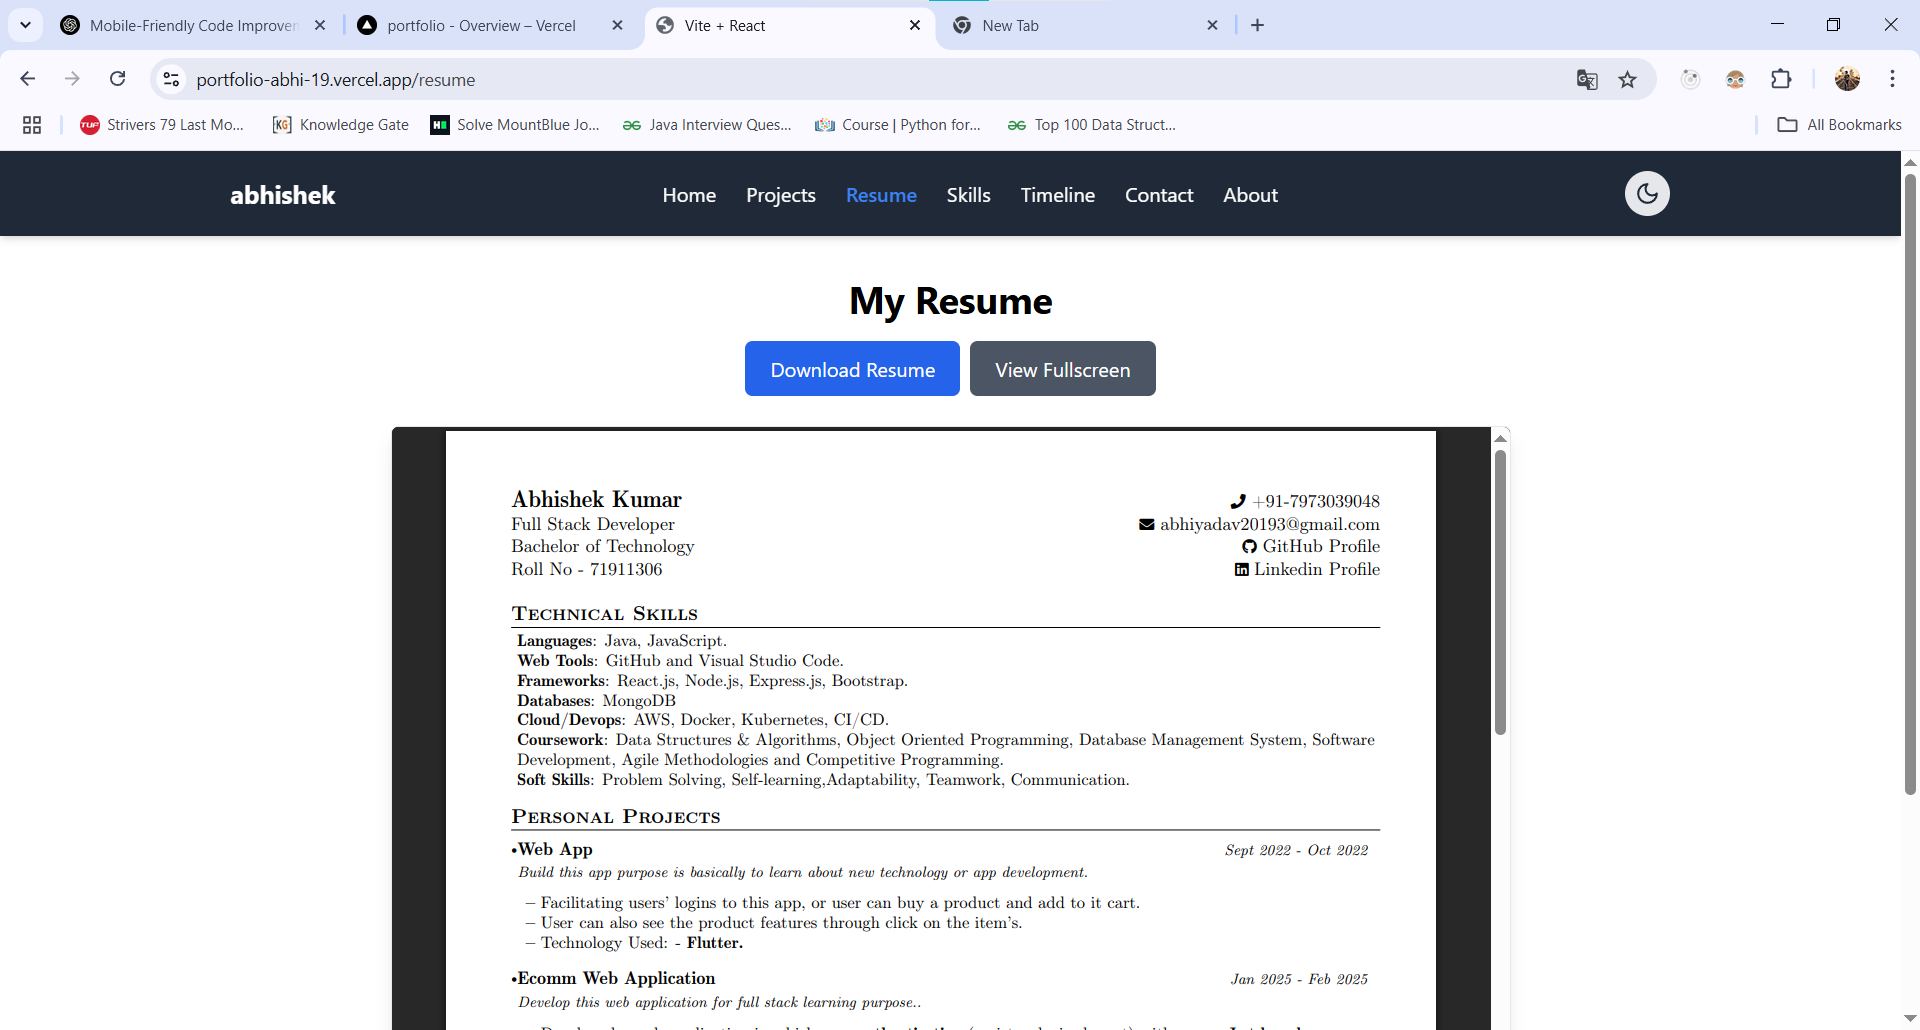 Mobile-Friendly Code Improven
portfolio - Overview – Vercel
Vite + React
New Tab
portfolio-abhi-19.vercel.app/resume
Strivers 79 Last Mo...
Knowledge Gate
Solve MountBlue Jo...
Java Interview Ques...
Course | Python for...
Top 100 Data Struct...
All Bookmarks
abhishek
Home Projects Resume Skills Timeline Contact About
My Resume
Download Resume View Fullscreen
Abhishek Kumar
Full Stack Developer
Bachelor of Technology
Roll No - 71911306
+91-7973039048
abhiyadav20193@gmail.com
GitHub Profile
Linkedin Profile
Technical Skills
Languages: Java, JavaScript.
Web Tools: GitHub and Visual Studio Code.
Frameworks: React.js, Node.js, Express.js, Bootstrap.
Databases: MongoDB
Cloud/Devops: AWS, Docker, Kubernetes, CI/CD.
Coursework: Data Structures & Algorithms, Object Oriented Programming, Database Management System, Software
Development, Agile Methodologies and Competitive Programming.
Soft Skills: Problem Solving, Self-learning,Adaptability, Teamwork, Communication.
Personal Projects
•Web App Sept 2022 - Oct 2022
Build this app purpose is basically to learn about new technology or app development.
– Facilitating users' logins to this app, or user can buy a product and add to it cart.
– User can also see the product features through click on the item's.
– Technology Used: - Flutter.
•Ecomm Web Application Jan 2025 - Feb 2025
Develop this web application for full stack learning purpose..